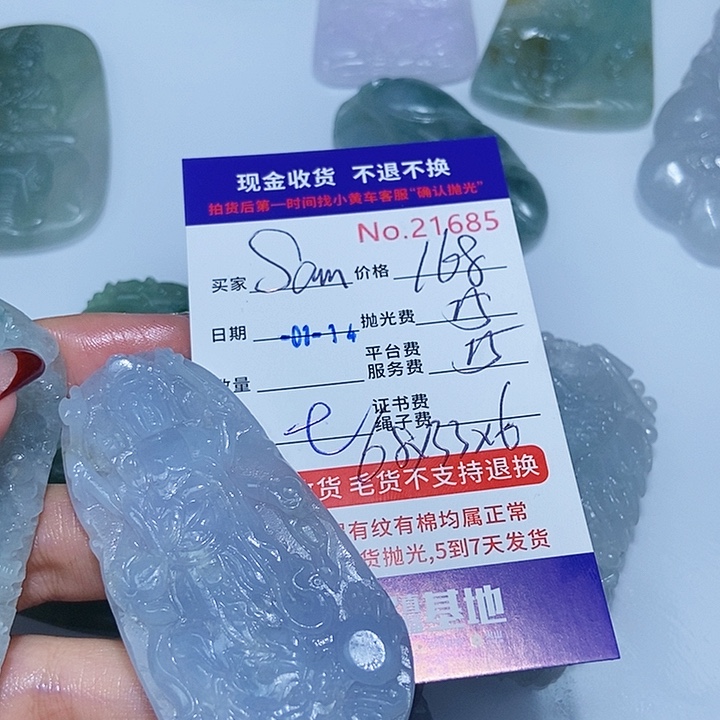 现金收货 不退不换
拍货后第一时间找小黄车客服“确认抛光”
No.21685
买家 Sam 价格 168
日期 -01-14 抛光费 15
平台费
服务费 15
量
证书费
绳子费
68x33x6
货 毛货不支持退换
有纹有棉均属正常
货抛光,5到7天发货
基地